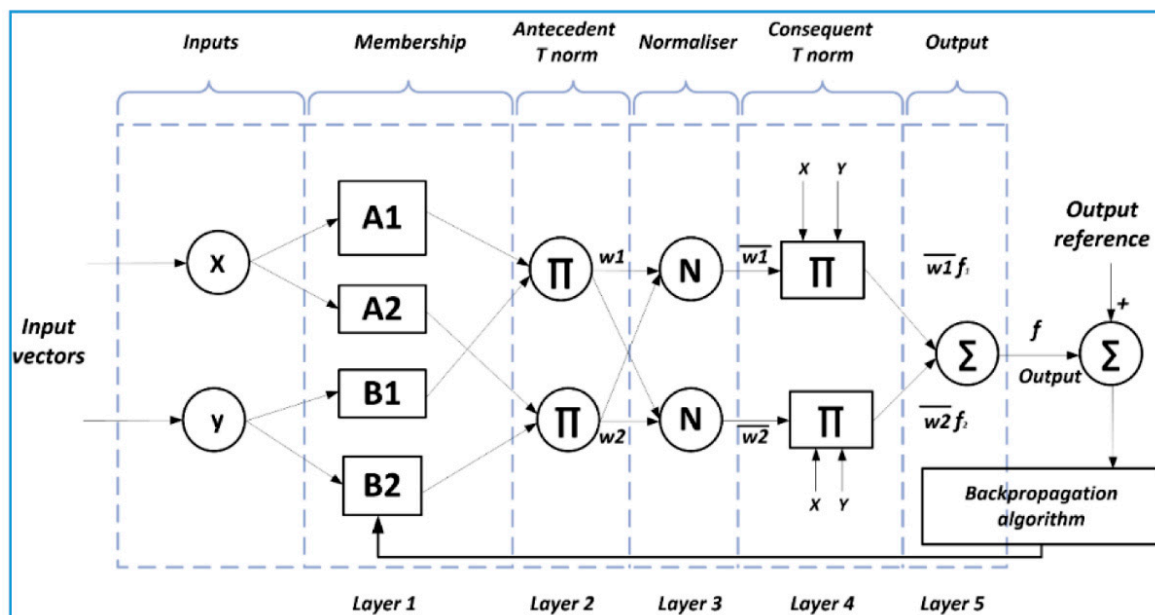 Inputs
Membership
Antecedent
T norm
Normaliser
Consequent
T norm
Output
X
Y
Output
reference
A1
A2
B1
B2
x
y
Input
vectors
Π
w1
N
w1
Π
w1 f₁
+
Σ
f
Output
Σ
Π
w2
N
w2
Π
w2 f₂
X
Y
Backpropagation
algorithm
Layer 1
Layer 2
Layer 3
Layer 4
Layer 5